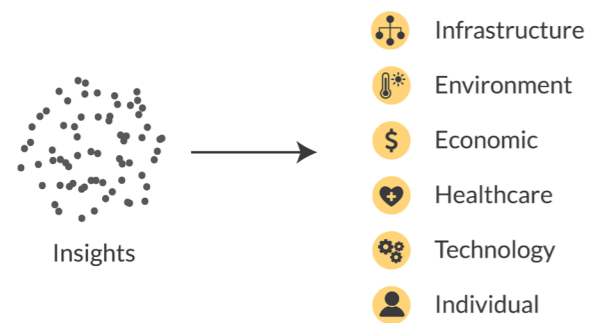 Insights
Infrastructure
Environment
Economic
Healthcare
Technology
Individual